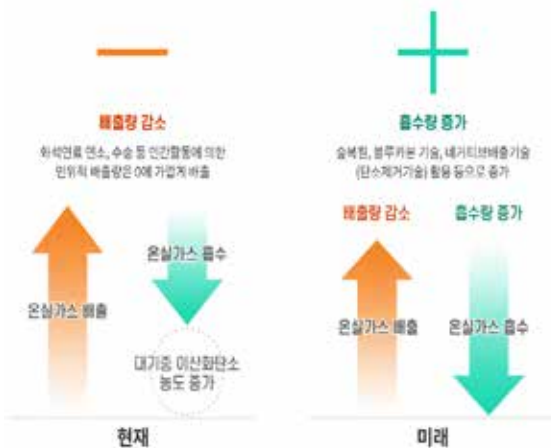 배출량 감소
화석연료 연소, 수송 등 인간활동에 의한
인위적 배출량은 0에 가깝게 배출
온실가스 배출
온실가스 흡수
대기중 이산화탄소
농도 증가
현재
흡수량 증가
숲복원, 블루카본 기술, 네거티브배출기술
(탄소제거기술) 활용 등으로 증가
배출량 감소
흡수량 증가
온실가스 배출
온실가스 흡수
미래